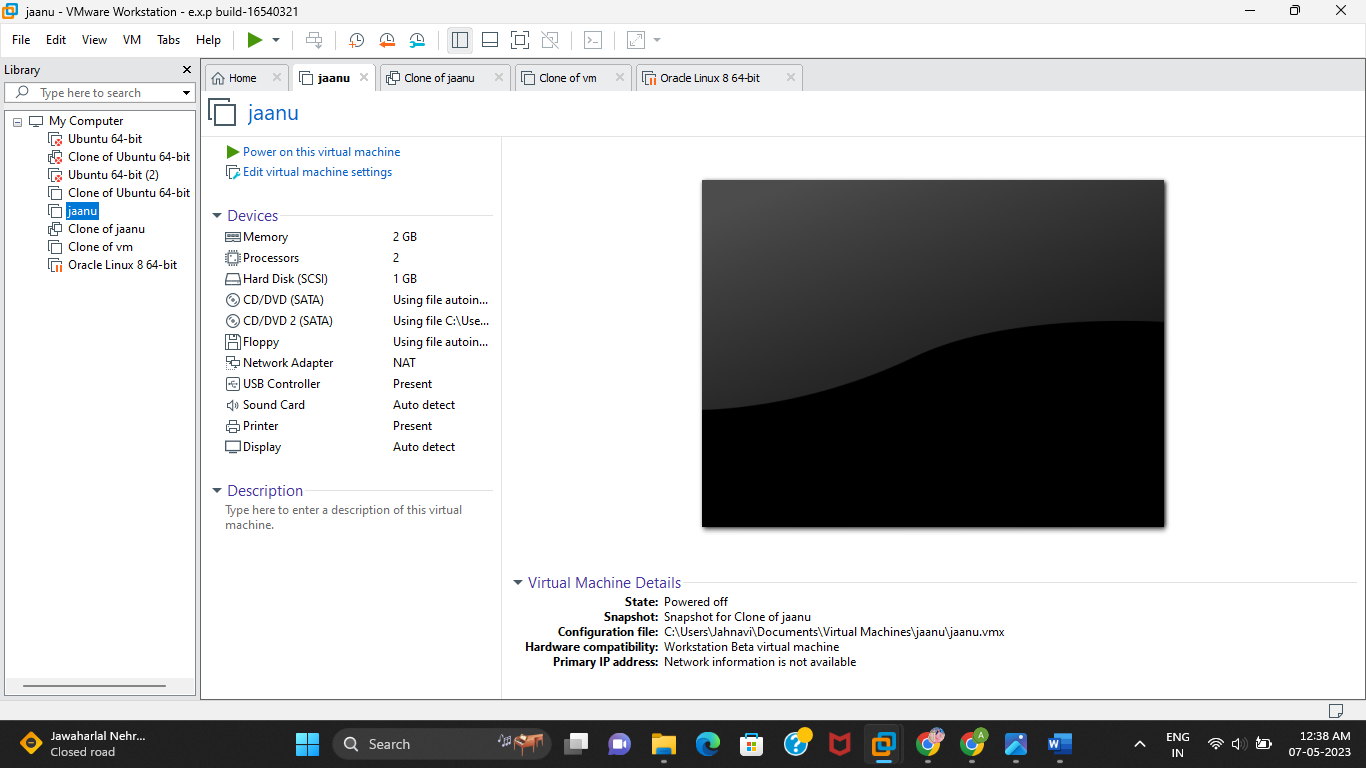 jaanu - VMware Workstation - e.x.p build-16540321
File Edit View VM Tabs Help
Library
Type here to search
My Computer
Ubuntu 64-bit
Clone of Ubuntu 64-bit
Ubuntu 64-bit (2)
Clone of Ubuntu 64-bit
jaanu
Clone of jaanu
Clone of vm
Oracle Linux 8 64-bit
Home jaanu Clone of jaanu Clone of vm Oracle Linux 8 64-bit
jaanu
Power on this virtual machine
Edit virtual machine settings
Devices
Memory 2 GB
Processors 2
Hard Disk (SCSI) 1 GB
CD/DVD (SATA) Using file autoin...
CD/DVD 2 (SATA) Using file C:\Use...
Floppy Using file autoin...
Network Adapter NAT
USB Controller Present
Sound Card Auto detect
Printer Present
Display Auto detect
Description
Type here to enter a description of this virtual
machine.
Virtual Machine Details
State: Powered off
Snapshot: Snapshot for Clone of jaanu
Configuration file: C:\Users\Jahnavi\Documents\Virtual Machines\jaanu\jaanu.vmx
Hardware compatibility: Workstation Beta virtual machine
Primary IP address: Network information is not available
Jawaharlal Nehr...
Closed road
Search
A
ENG
IN
12:38 AM
07-05-2023